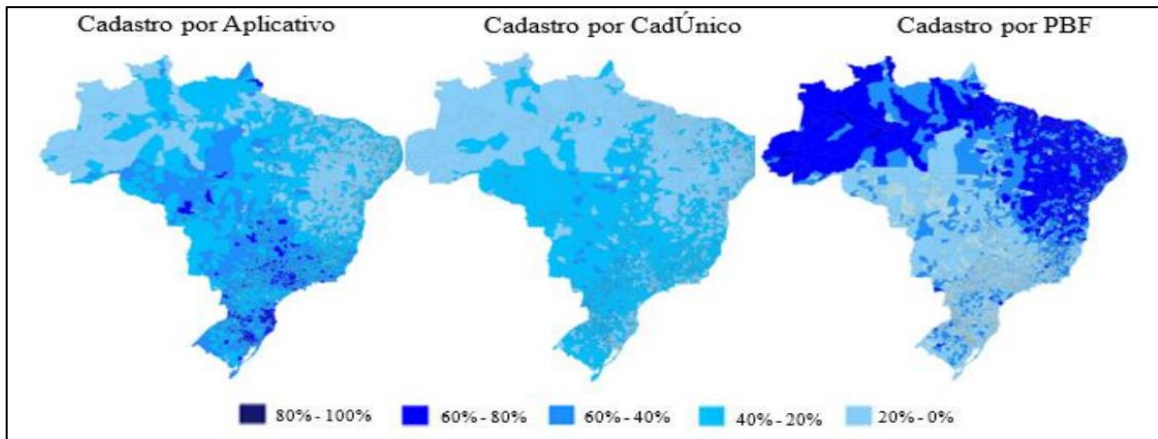 Cadastro por Aplicativo Cadastro por CadÚnico Cadastro por PBF
80% - 100% 60% - 80% 60% - 40% 40% - 20% 20% - 0%